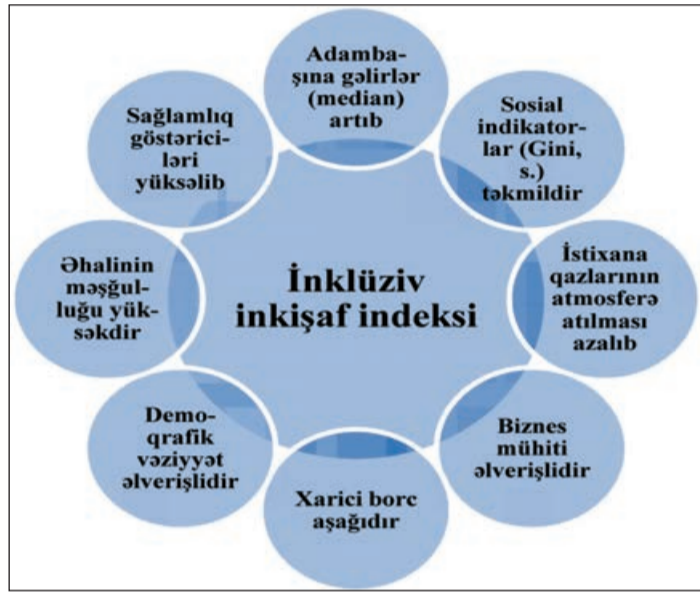 Adamba-
şına gəlirlər
(median)
artıb
Sosial
indikator-
lar (Gini,
s.)
təkmildir
İstixana
qazlarının
atmosferə
atılması
azalıb
Biznes
mühiti
əlverişlidir
Xarici borc
aşağıdır
Demo-
qrafik
vəziyyət
əlverişlidir
Əhalinin
məşğul-
luğu yük-
səkdir
Sağlamlıq
göstərici-
ləri
yüksəlib
İnklüziv
inkişaf indeksi